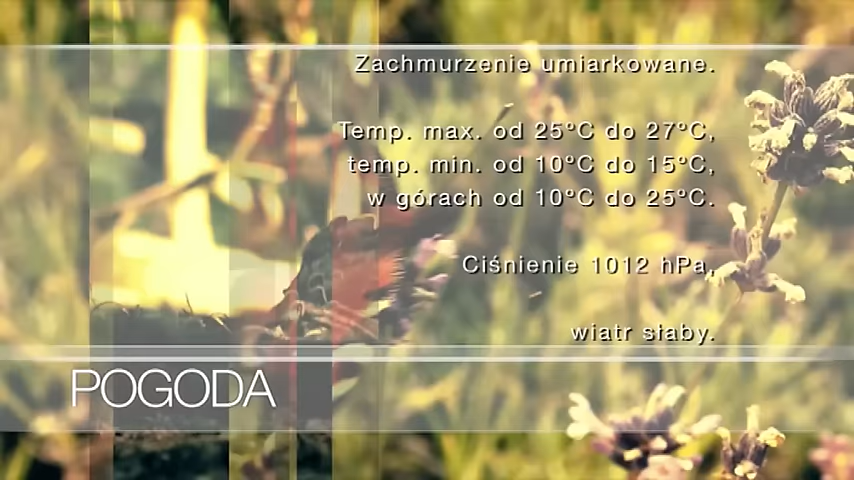 Zachmurzenie umiarkowane.
Temp. max. od 25°C do 27°C,
temp. min. od 10°C do 15°C,
w górach od 10°C do 25°C.
Ciśnienie 1012 hPa,
wiatr słaby.
POGODA